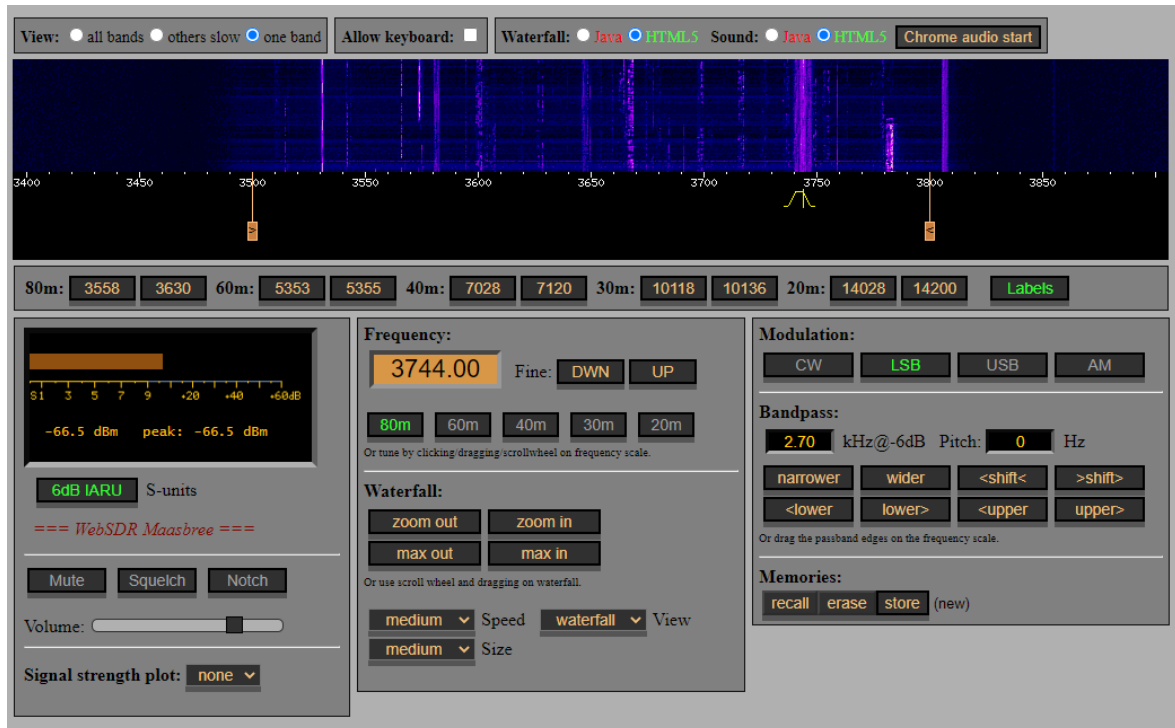 View: all bands others slow one band Allow keyboard: Waterfall: Java HTML5 Sound: Java HTML5 Chrome audio start
3400 3450 3500 3550 3600 3650 3700 3750 3800 3850
> <
80m: 3558 3630 60m: 5353 5355 40m: 7028 7120 30m: 10118 10136 20m: 14028 14200 Labels
S1 3 5 7 9 +20 +40 +60dB
-66.5 dBm peak: -66.5 dBm
6dB IARU S-units
=== WebSDR Maasbree ===
Mute Squelch Notch
Volume:
Signal strength plot: none
Frequency:
3744.00 Fine: DWN UP
80m 60m 40m 30m 20m
Or tune by clicking/dragging/scrollwheel on frequency scale.
Waterfall:
zoom out zoom in
max out max in
Or use scroll wheel and dragging on waterfall.
medium Speed waterfall View
medium Size
Modulation:
CW LSB USB AM
Bandpass:
2.70 kHz@-6dB Pitch: 0 Hz
narrower wider <shift< >shift>
<lower lower> <upper upper>
Or drag the passband edges on the frequency scale.
Memories:
recall erase store (new)